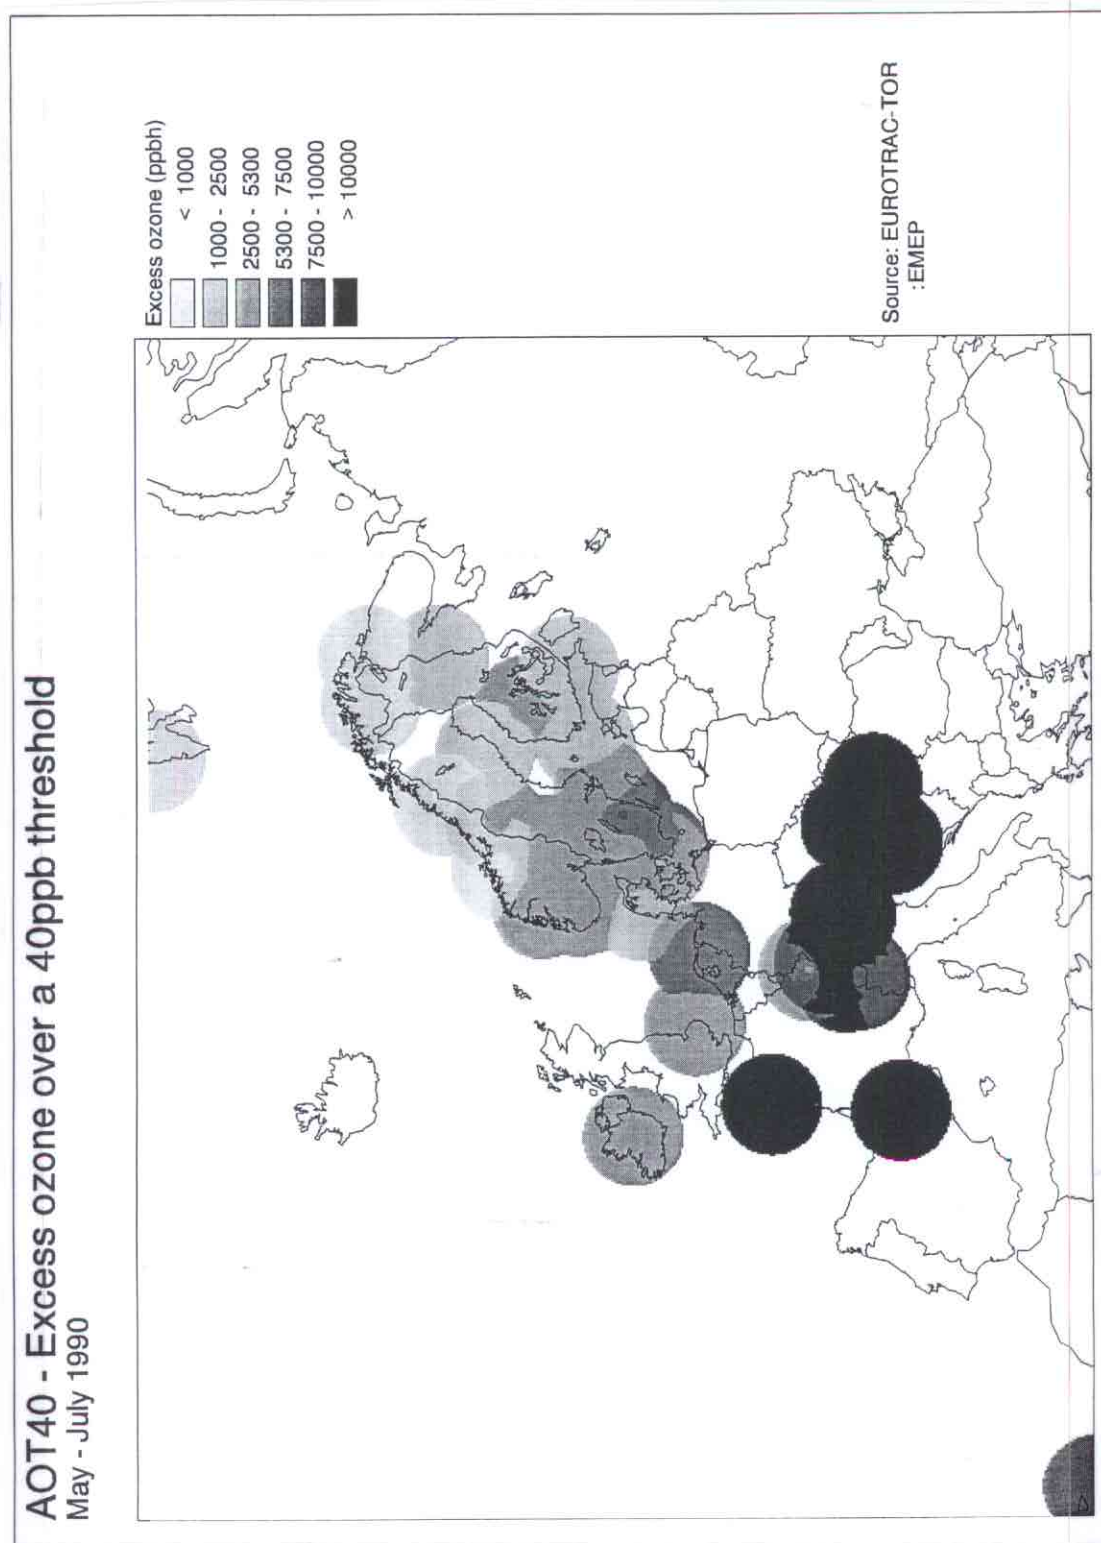 AOT40 - Excess ozone over a 40ppb threshold
May - July 1990
Excess ozone (ppbh)
< 1000
1000 - 2500
2500 - 5300
5300 - 7500
7500 - 10000
> 10000
Source: EUROTRAC-TOR
:EMEP